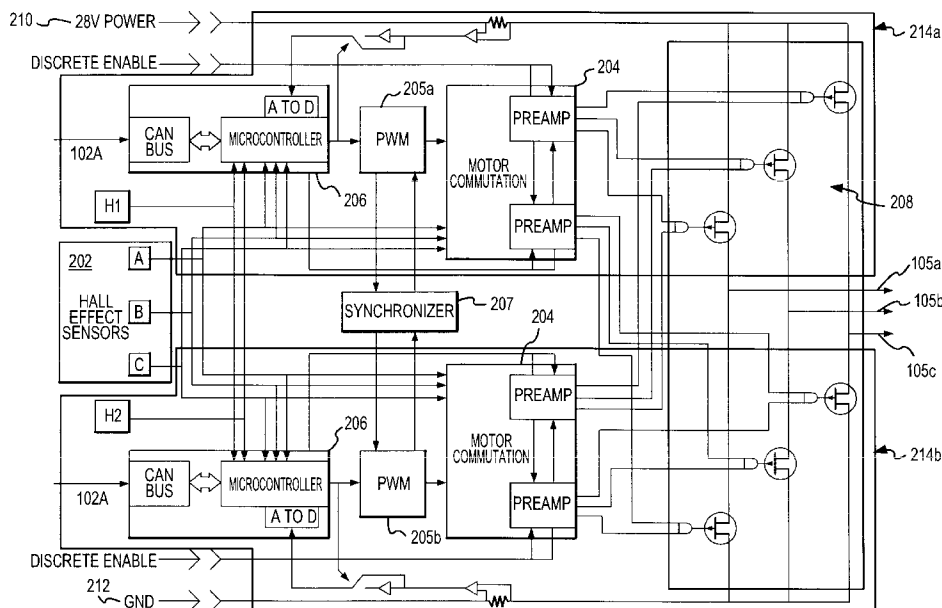 210 28V POWER
214a
DISCRETE ENABLE
204
205a
A TO D
PREAMP
CAN BUS
MICROCONTROLLER
PWM
102A
MOTOR COMMUTATION
206
208
H1
PREAMP
202
A
HALL EFFECT SENSORS
B
C
105a
207
SYNCHRONIZER
105b
204
105c
PREAMP
H2
206
MOTOR COMMUTATION
214b
CAN BUS
MICROCONTROLLER
PWM
102A
A TO D
PREAMP
205b
DISCRETE ENABLE
212
GND